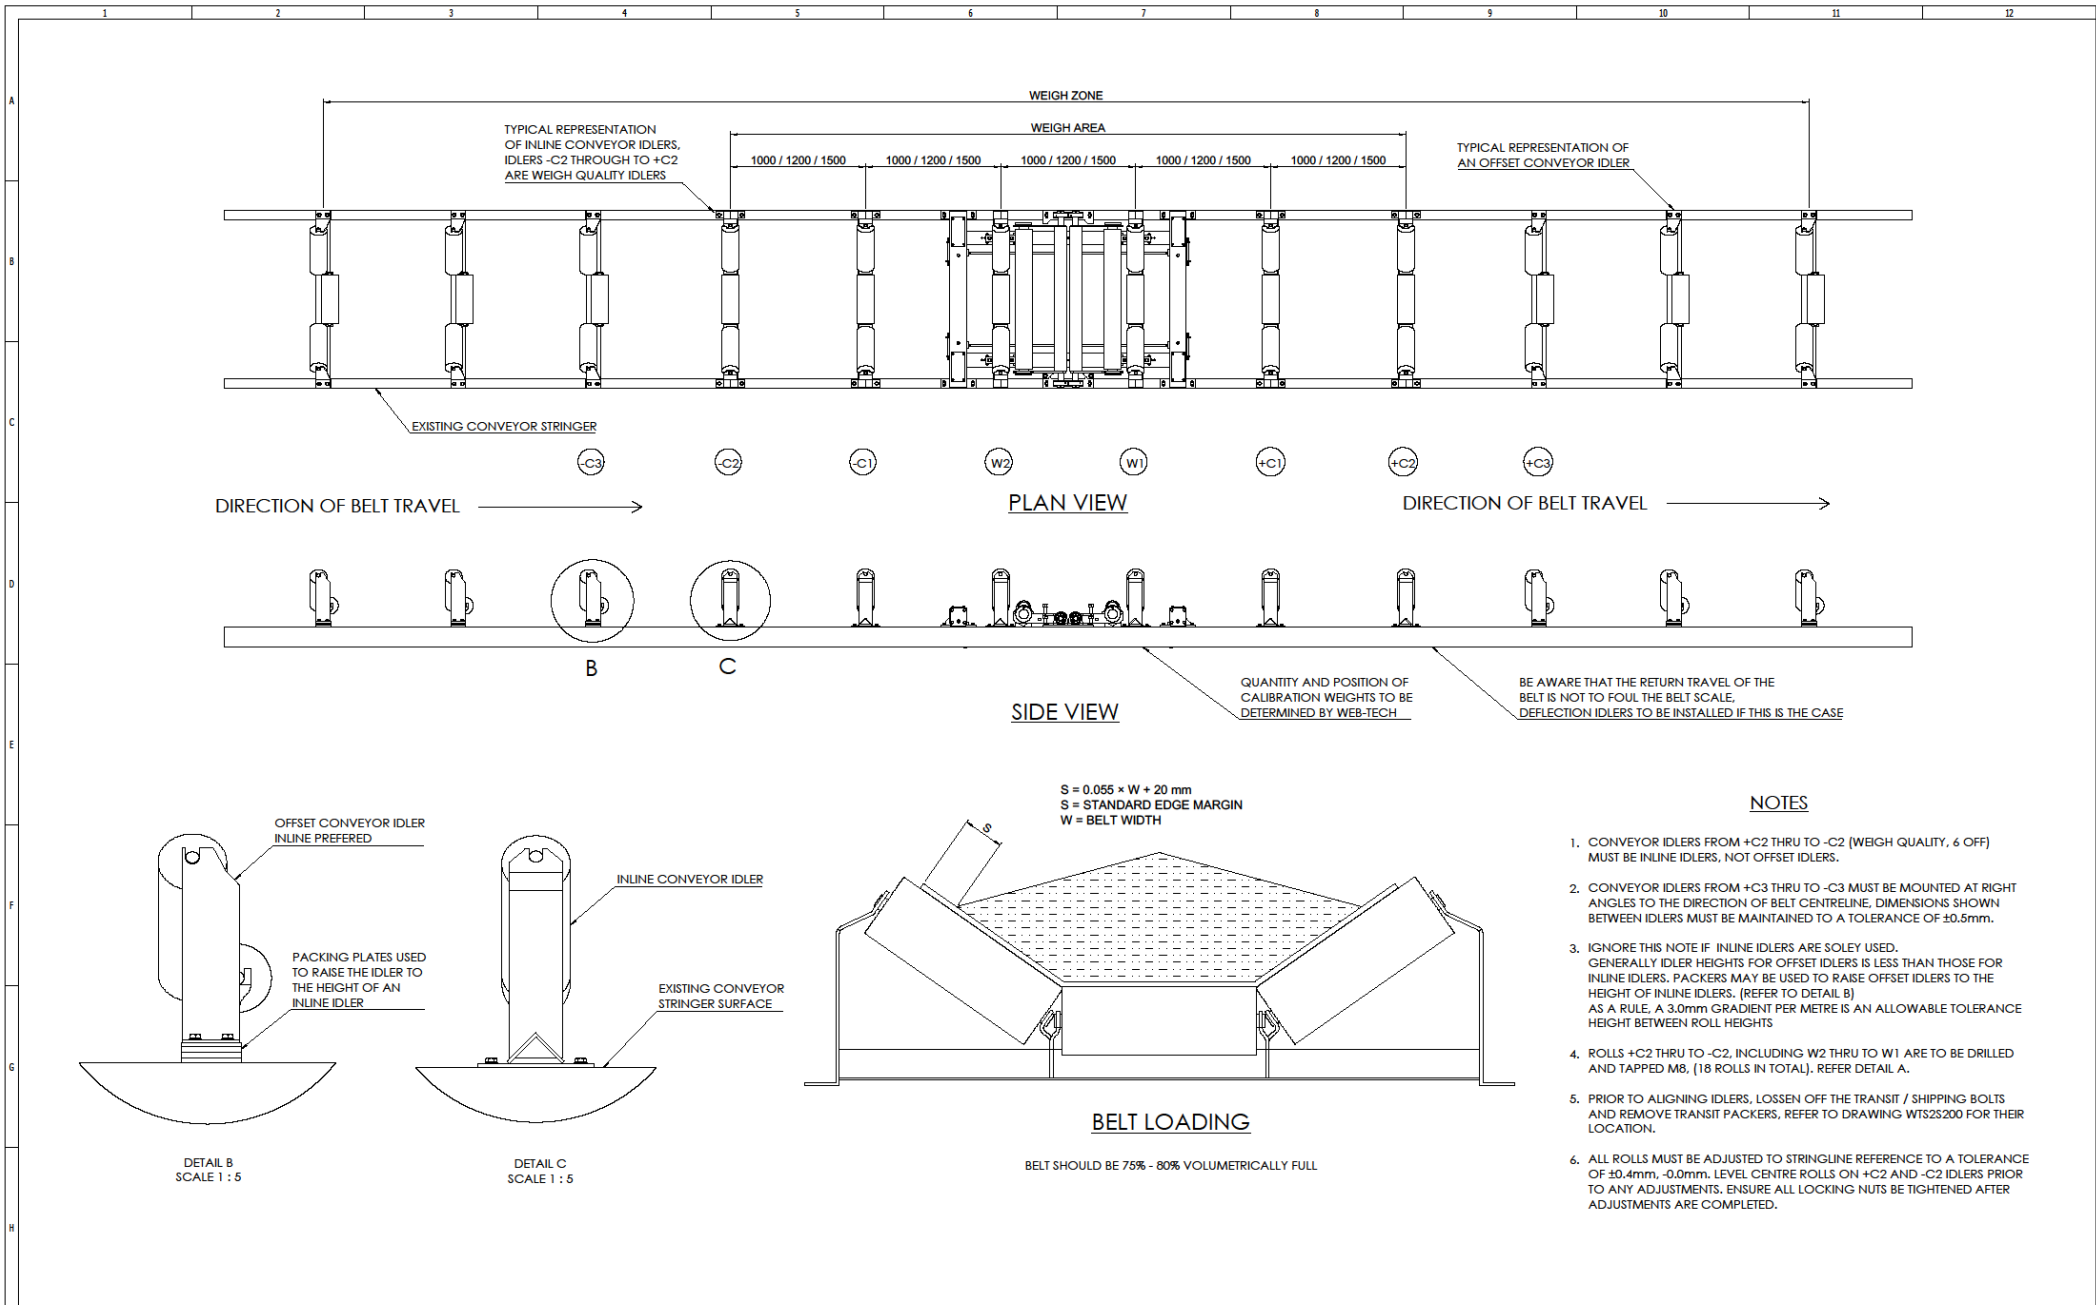 1 2 3 4 5 6 7 8 9 10 11 12
A
B
C
D
E
F
G
H
WEIGH ZONE
WEIGH AREA
1000 / 1200 / 1500
1000 / 1200 / 1500
1000 / 1200 / 1500
1000 / 1200 / 1500
1000 / 1200 / 1500
TYPICAL REPRESENTATION
OF INLINE CONVEYOR IDLERS,
IDLERS -C2 THROUGH TO +C2
ARE WEIGH QUALITY IDLERS
TYPICAL REPRESENTATION OF
AN OFFSET CONVEYOR IDLER
EXISTING CONVEYOR STRINGER
-C3
-C2
-C1
W2
W1
+C1
+C2
+C3
DIRECTION OF BELT TRAVEL
PLAN VIEW
DIRECTION OF BELT TRAVEL
B
C
SIDE VIEW
QUANTITY AND POSITION OF
CALIBRATION WEIGHTS TO BE
DETERMINED BY WEB-TECH
BE AWARE THAT THE RETURN TRAVEL OF THE
BELT IS NOT TO FOUL THE BELT SCALE,
DEFLECTION IDLERS TO BE INSTALLED IF THIS IS THE CASE
OFFSET CONVEYOR IDLER
INLINE PREFERED
PACKING PLATES USED
TO RAISE THE IDLER TO
THE HEIGHT OF AN
INLINE IDLER
DETAIL B
SCALE 1 : 5
INLINE CONVEYOR IDLER
EXISTING CONVEYOR
STRINGER SURFACE
DETAIL C
SCALE 1 : 5
S = 0.055 × W + 20 mm
S = STANDARD EDGE MARGIN
W = BELT WIDTH
S
BELT LOADING
BELT SHOULD BE 75% - 80% VOLUMETRICALLY FULL
NOTES
1. CONVEYOR IDLERS FROM +C2 THRU TO -C2 (WEIGH QUALITY, 6 OFF)
MUST BE INLINE IDLERS, NOT OFFSET IDLERS.
2. CONVEYOR IDLERS FROM +C3 THRU TO -C3 MUST BE MOUNTED AT RIGHT
ANGLES TO THE DIRECTION OF BELT CENTRELINE, DIMENSIONS SHOWN
BETWEEN IDLERS MUST BE MAINTAINED TO A TOLERANCE OF ±0.5mm.
3. IGNORE THIS NOTE IF INLINE IDLERS ARE SOLEY USED.
GENERALLY IDLER HEIGHTS FOR OFFSET IDLERS IS LESS THAN THOSE FOR
INLINE IDLERS. PACKERS MAY BE USED TO RAISE OFFSET IDLERS TO THE
HEIGHT OF INLINE IDLERS. (REFER TO DETAIL B)
AS A RULE, A 3.0mm GRADIENT PER METRE IS AN ALLOWABLE TOLERANCE
HEIGHT BETWEEN ROLL HEIGHTS
4. ROLLS +C2 THRU TO -C2, INCLUDING W2 THRU TO W1 ARE TO BE DRILLED
AND TAPPED M8, (18 ROLLS IN TOTAL). REFER DETAIL A.
5. PRIOR TO ALIGNING IDLERS, LOSSEN OFF THE TRANSIT / SHIPPING BOLTS
AND REMOVE TRANSIT PACKERS, REFER TO DRAWING WTS2S200 FOR THEIR
LOCATION.
6. ALL ROLLS MUST BE ADJUSTED TO STRINGLINE REFERENCE TO A TOLERANCE
OF ±0.4mm, -0.0mm. LEVEL CENTRE ROLLS ON +C2 AND -C2 IDLERS PRIOR
TO ANY ADJUSTMENTS. ENSURE ALL LOCKING NUTS BE TIGHTENED AFTER
ADJUSTMENTS ARE COMPLETED.